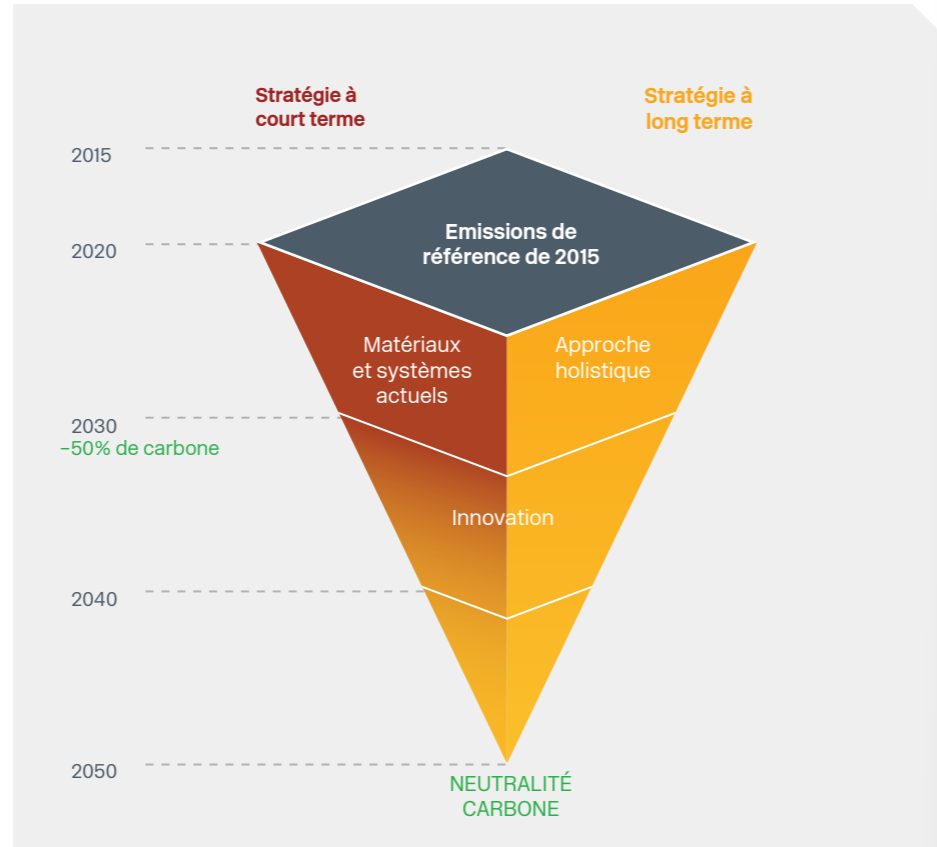 Stratégie à
court terme
Stratégie à
long terme
2015
Emissions de
référence de 2015
2020
Matériaux
et systèmes
actuels
Approche
holistique
2030
–50% de carbone
Innovation
2040
2050
NEUTRALITÉ
CARBONE